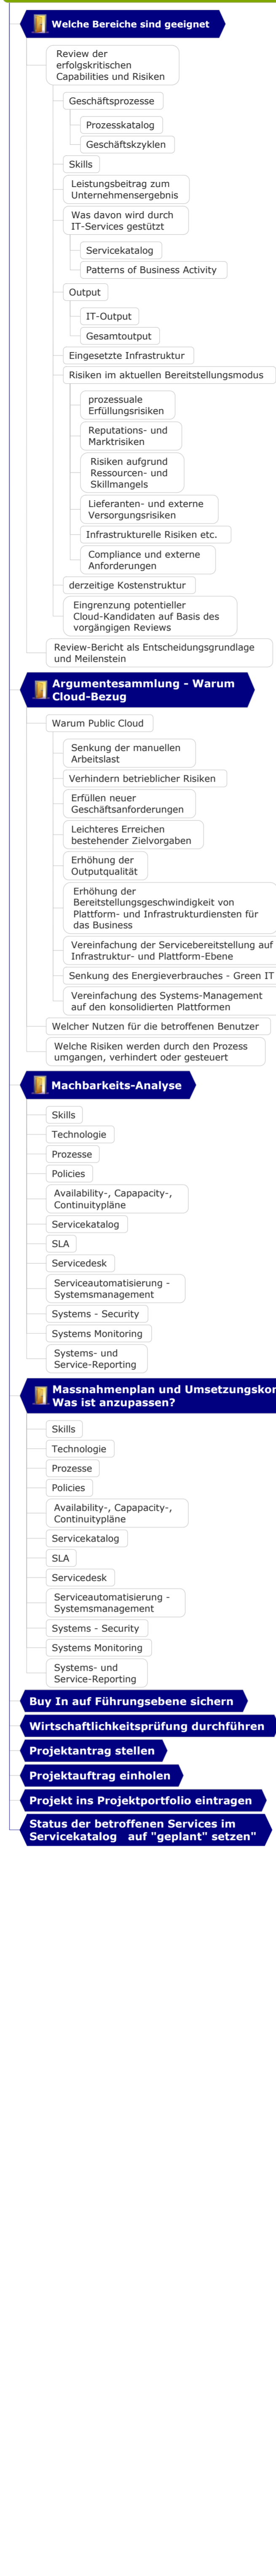 Welche Bereiche sind geeignet
Review der
erfolgskritischen
Capabilities und Risiken
Geschäftsprozesse
Prozesskatalog
Geschäftskzyklen
Skills
Leistungsbeitrag zum
Unternehmensergebnis
Was davon wird durch
IT-Services gestützt
Servicekatalog
Patterns of Business Activity
Output
IT-Output
Gesamtoutput
Eingesetzte Infrastruktur
Risiken im aktuellen Bereitstellungsmodus
prozessuale
Erfüllungsrisiken
Reputations- und
Marktrisiken
Risiken aufgrund
Ressourcen- und
Skillmangels
Lieferanten- und externe
Versorgungsrisiken
Infrastrukturelle Risiken etc.
Compliance und externe
Anforderungen
derzeitige Kostenstruktur
Eingrenzung potentieller
Cloud-Kandidaten auf Basis des
vorgängigen Reviews
Review-Bericht als Entscheidungsgrundlage
und Meilenstein
Argumentesammlung - Warum
Cloud-Bezug
Warum Public Cloud
Senkung der manuellen
Arbeitslast
Verhindern betrieblicher Risiken
Erfüllen neuer
Geschäftsanforderungen
Leichteres Erreichen
bestehender Zielvorgaben
Erhöhung der
Outputqualität
Erhöhung der
Bereitstellungsgeschwindigkeit von
Plattform- und Infrastrukturdiensten für
das Business
Vereinfachung der Servicebereitstellung auf
Infrastruktur- und Plattform-Ebene
Senkung des Energieverbrauches - Green IT
Vereinfachung des Systems-Management
auf den konsolidierten Plattformen
Welcher Nutzen für die betroffenen Benutzer
Welche Risiken werden durch den Prozess
umgangen, verhindert oder gesteuert
Machbarkeits-Analyse
Skills
Technologie
Prozesse
Policies
Availability-, Capapacity-,
Continuitypläne
Servicekatalog
SLA
Servicedesk
Serviceautomatisierung -
Systemsmanagement
Systems - Security
Systems Monitoring
Systems- und
Service-Reporting
Massnahmenplan und Umsetzungskon
Was ist anzupassen?
Skills
Technologie
Prozesse
Policies
Availability-, Capapacity-,
Continuitypläne
Servicekatalog
SLA
Servicedesk
Serviceautomatisierung -
Systemsmanagement
Systems - Security
Systems Monitoring
Systems- und
Service-Reporting
Buy In auf Führungsebene sichern
Wirtschaftlichkeitsprüfung durchführen
Projektantrag stellen
Projektauftrag einholen
Projekt ins Projektportfolio eintragen
Status der betroffenen Services im
Servicekatalog auf "geplant" setzen"